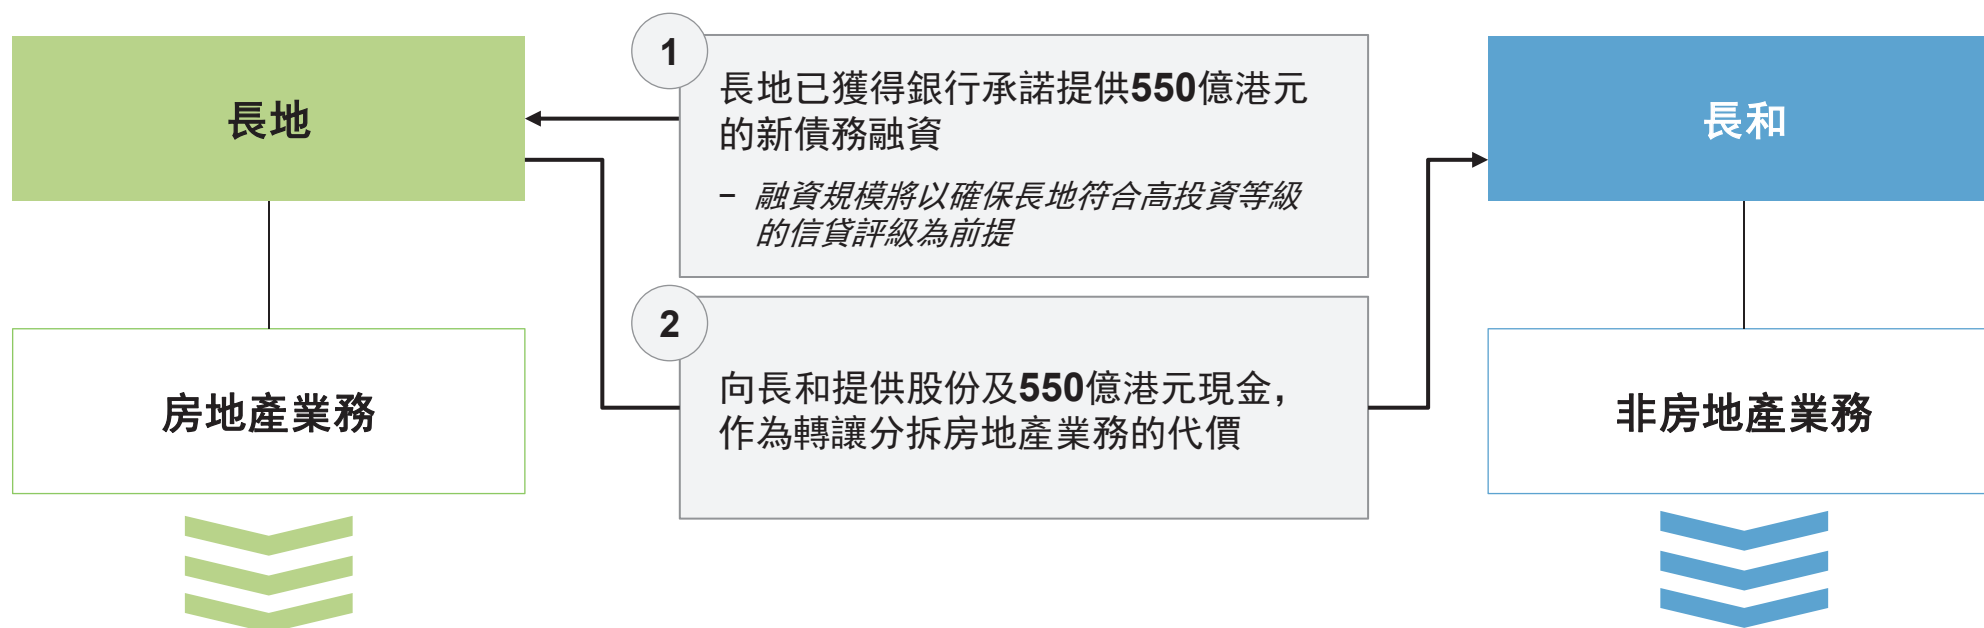 長地
房地產業務
1
長地已獲得銀行承諾提供550億港元
的新債務融資
– 融資規模將以確保長地符合高投資等級
的信貸評級為前提
2
向長和提供股份及550億港元現金，
作為轉讓分拆房地產業務的代價
長和
非房地產業務